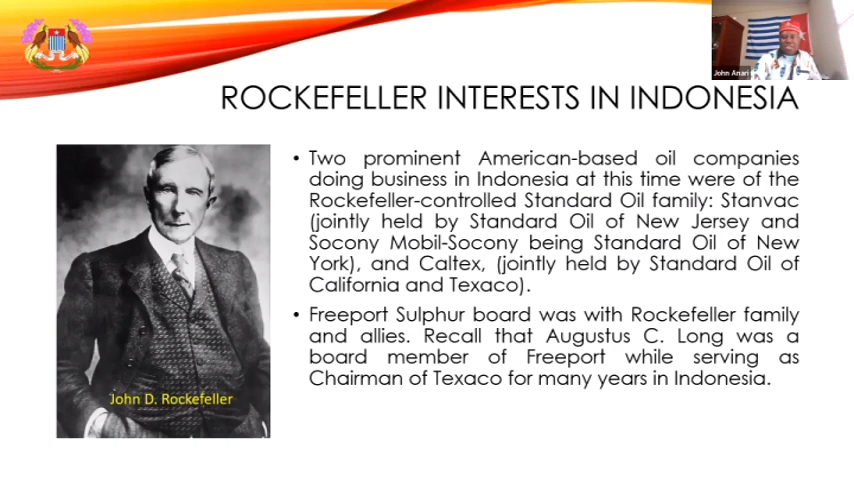 John Anari
ROCKEFELLER INTERESTS IN INDONESIA
• Two prominent American-based oil companies
doing business in Indonesia at this time were of the
Rockefeller-controlled Standard Oil family: Stanvac
(jointly held by Standard Oil of New Jersey and
Socony Mobil-Socony being Standard Oil of New
York), and Caltex, (jointly held by Standard Oil of
California and Texaco).
• Freeport Sulphur board was with Rockefeller family
and allies. Recall that Augustus C. Long was a
board member of Freeport while serving as
Chairman of Texaco for many years in Indonesia.
John D. Rockefeller